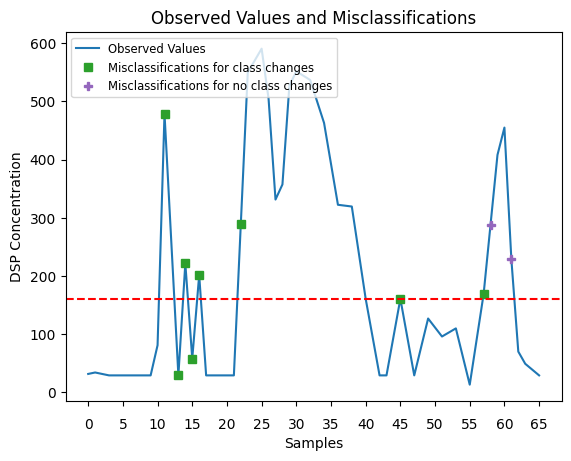 Observed Values and Misclassifications
600
500
400
300
200
100
0
DSP Concentration
Observed Values
Misclassifications for class changes
Misclassifications for no class changes
0 5 10 15 20 25 30 35 40 45 50 55 60 65
Samples